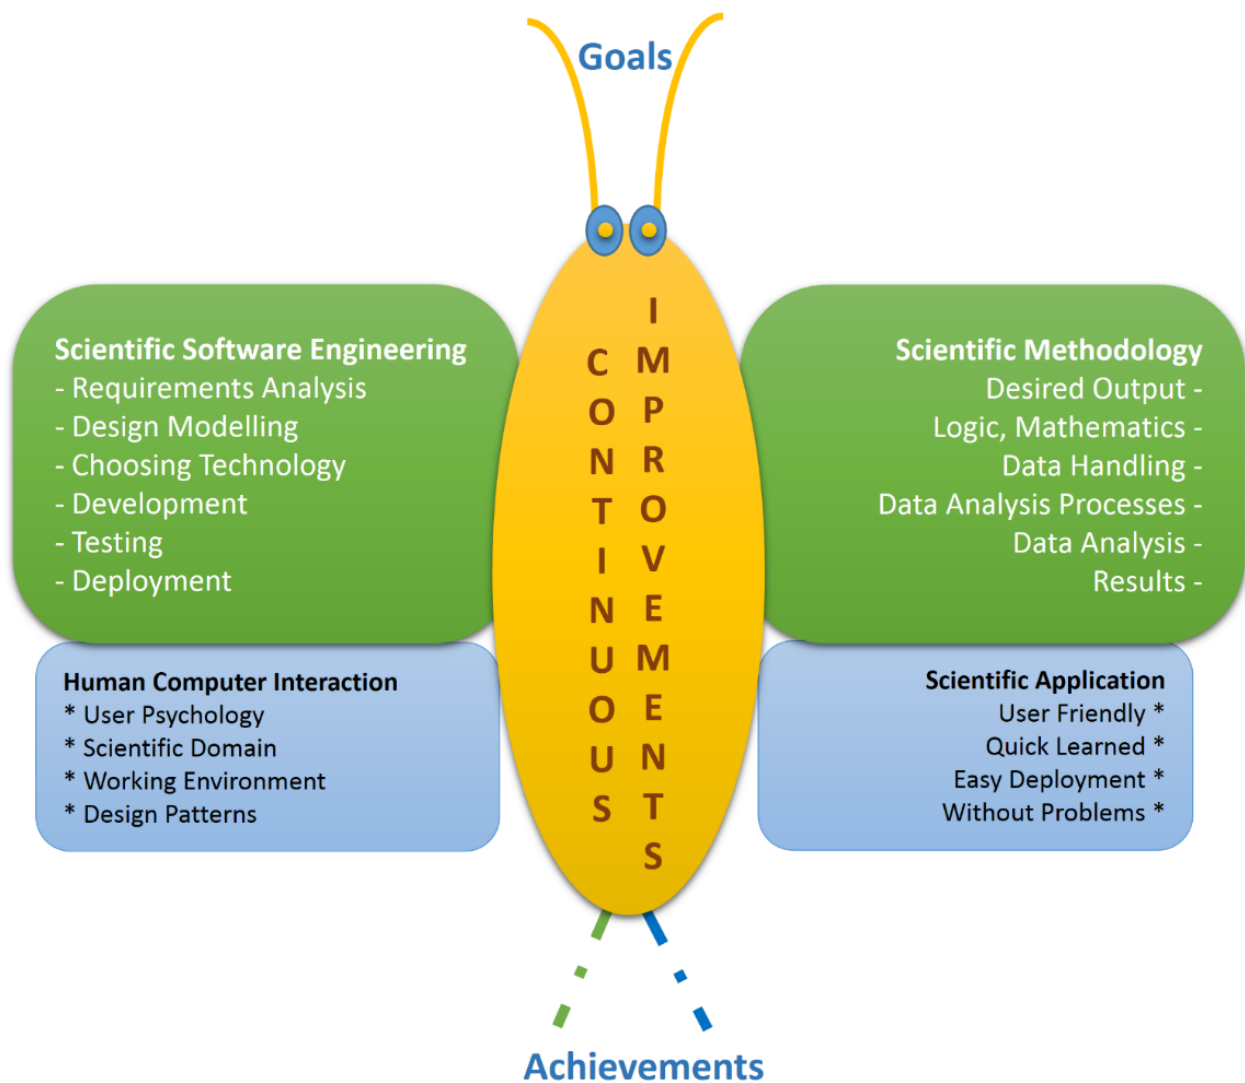 Goals
Scientific Software Engineering
- Requirements Analysis
- Design Modelling
- Choosing Technology
- Development
- Testing
- Deployment
Human Computer Interaction
* User Psychology
* Scientific Domain
* Working Environment
* Design Patterns
CONTINUOUS
IMPROVEMENTS
Scientific Methodology
Desired Output -
Logic, Mathematics -
Data Handling -
Data Analysis Processes -
Data Analysis -
Results -
Scientific Application
User Friendly *
Quick Learned *
Easy Deployment *
Without Problems *
Achievements